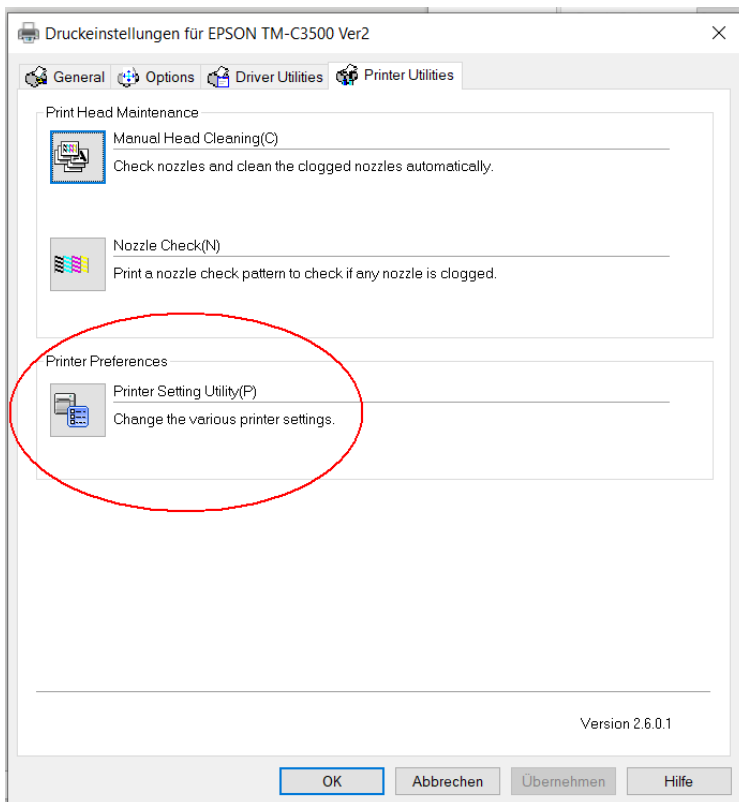 Druckeinstellungen für EPSON TM-C3500 Ver2
General Options Driver Utilities Printer Utilities
Print Head Maintenance
Manual Head Cleaning(C)
Check nozzles and clean the clogged nozzles automatically.
Nozzle Check(N)
Print a nozzle check pattern to check if any nozzle is clogged.
Printer Preferences
Printer Setting Utility(P)
Change the various printer settings.
Version 2.6.0.1
OK Abbrechen Übernehmen Hilfe